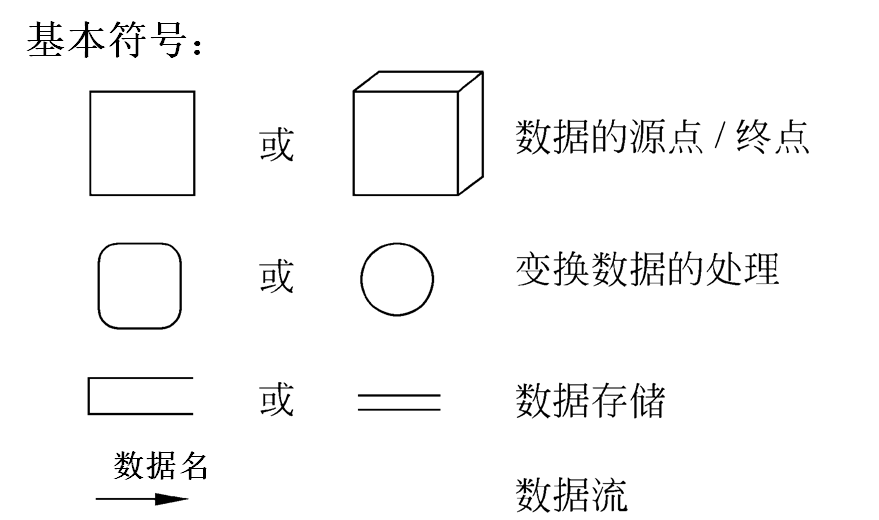 基本符号：
或 数据的源点 / 终点
或 变换数据的处理
或 数据存储
数据名
数据流